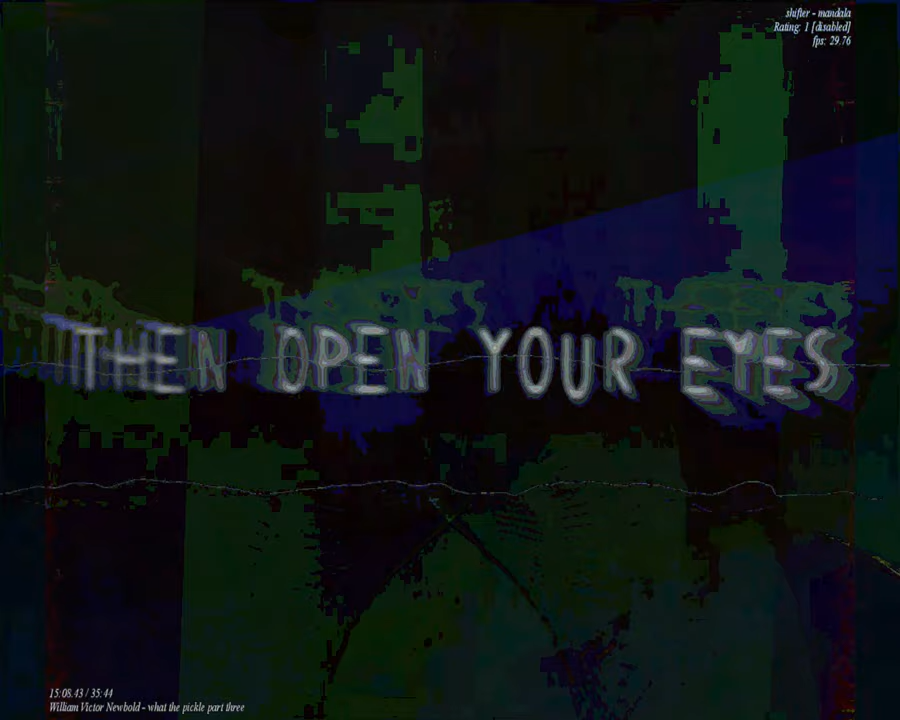 shifter - mandala
Rating: 1 [disabled]
fps: 29.76
THEN OPEN YOUR EYES
15:08.43 / 35:44
William Victor Newbold - what the pickle part three